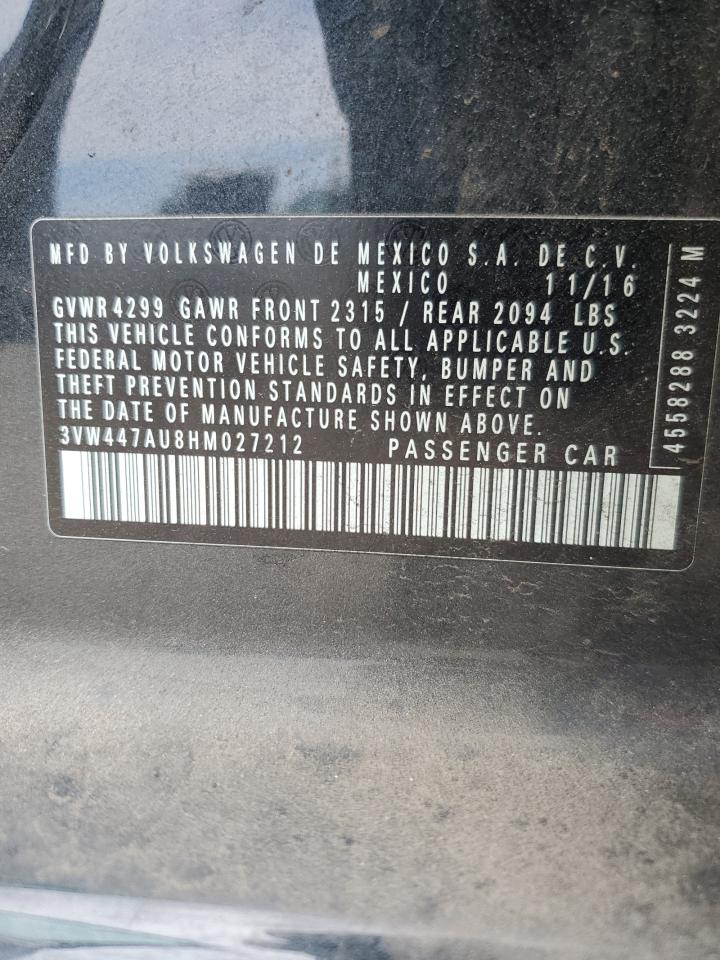 MFD BY VOLKSWAGEN DE MEXICO S.A. DE C.V.
MEXICO 11/16
GVWR 4299 GAWR FRONT 2315 / REAR 2094 LBS
THIS VEHICLE CONFORMS TO ALL APPLICABLE U.S.
FEDERAL MOTOR VEHICLE SAFETY, BUMPER AND
THEFT PREVENTION STANDARDS IN EFFECT ON
THE DATE OF MANUFACTURE SHOWN ABOVE.
3VW447AU8HM027212 PASSENGER CAR
4558288 3224 M